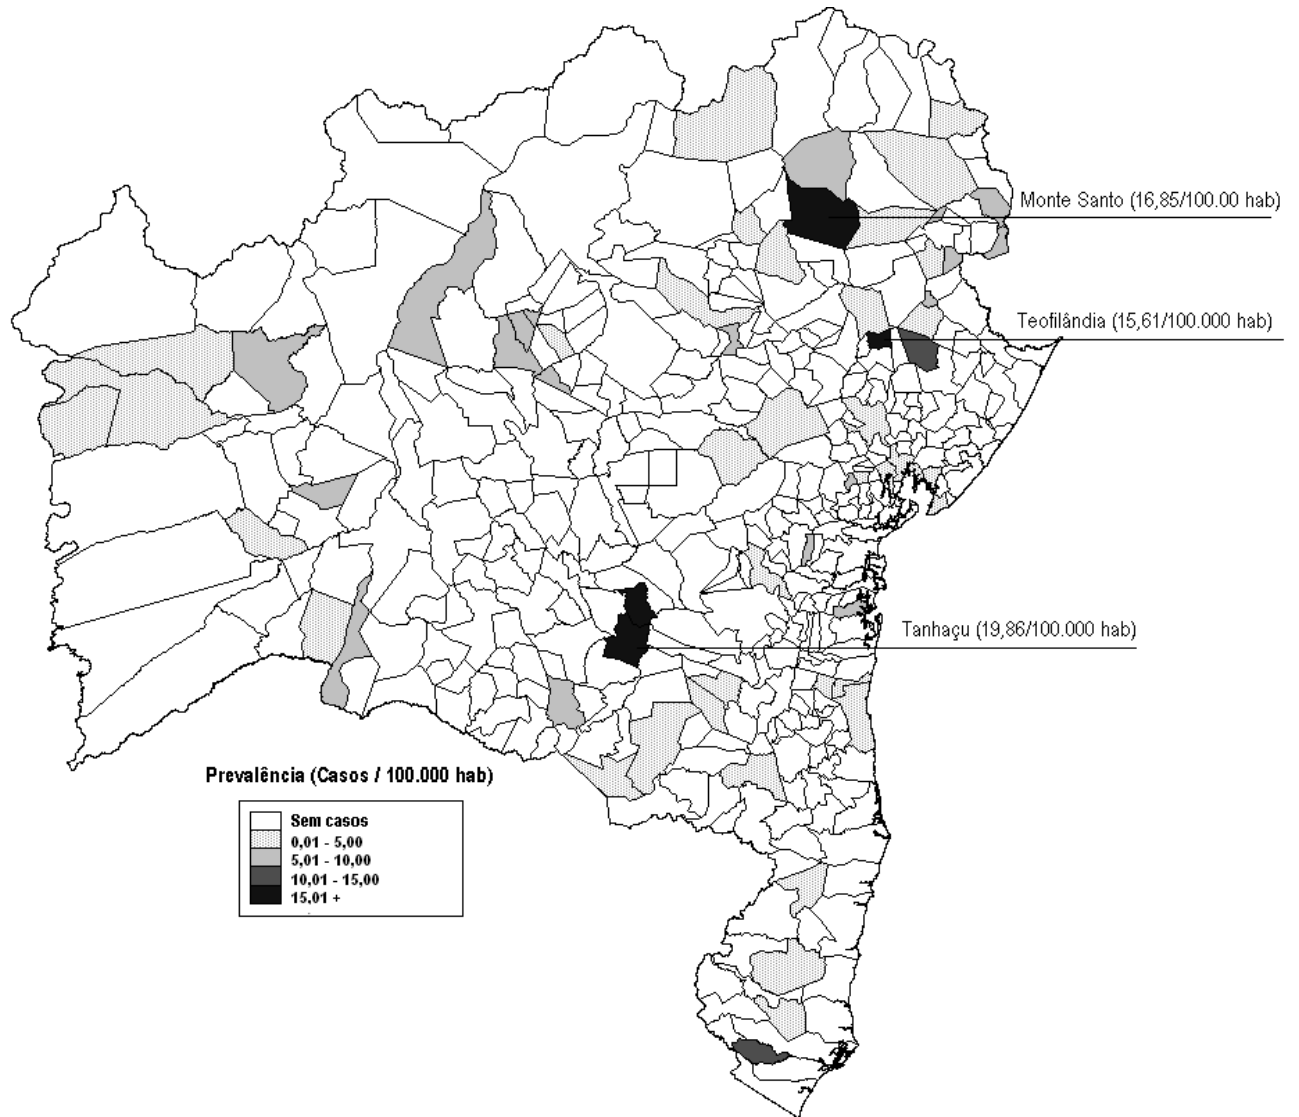 Monte Santo (16,85/100.00 hab)
Teofilândia (15,61/100.000 hab)
Tanhaçu (19,86/100.000 hab)
Prevalência (Casos / 100.000 hab)
Sem casos
0,01 - 5,00
5,01 - 10,00
10,01 - 15,00
15,01 +